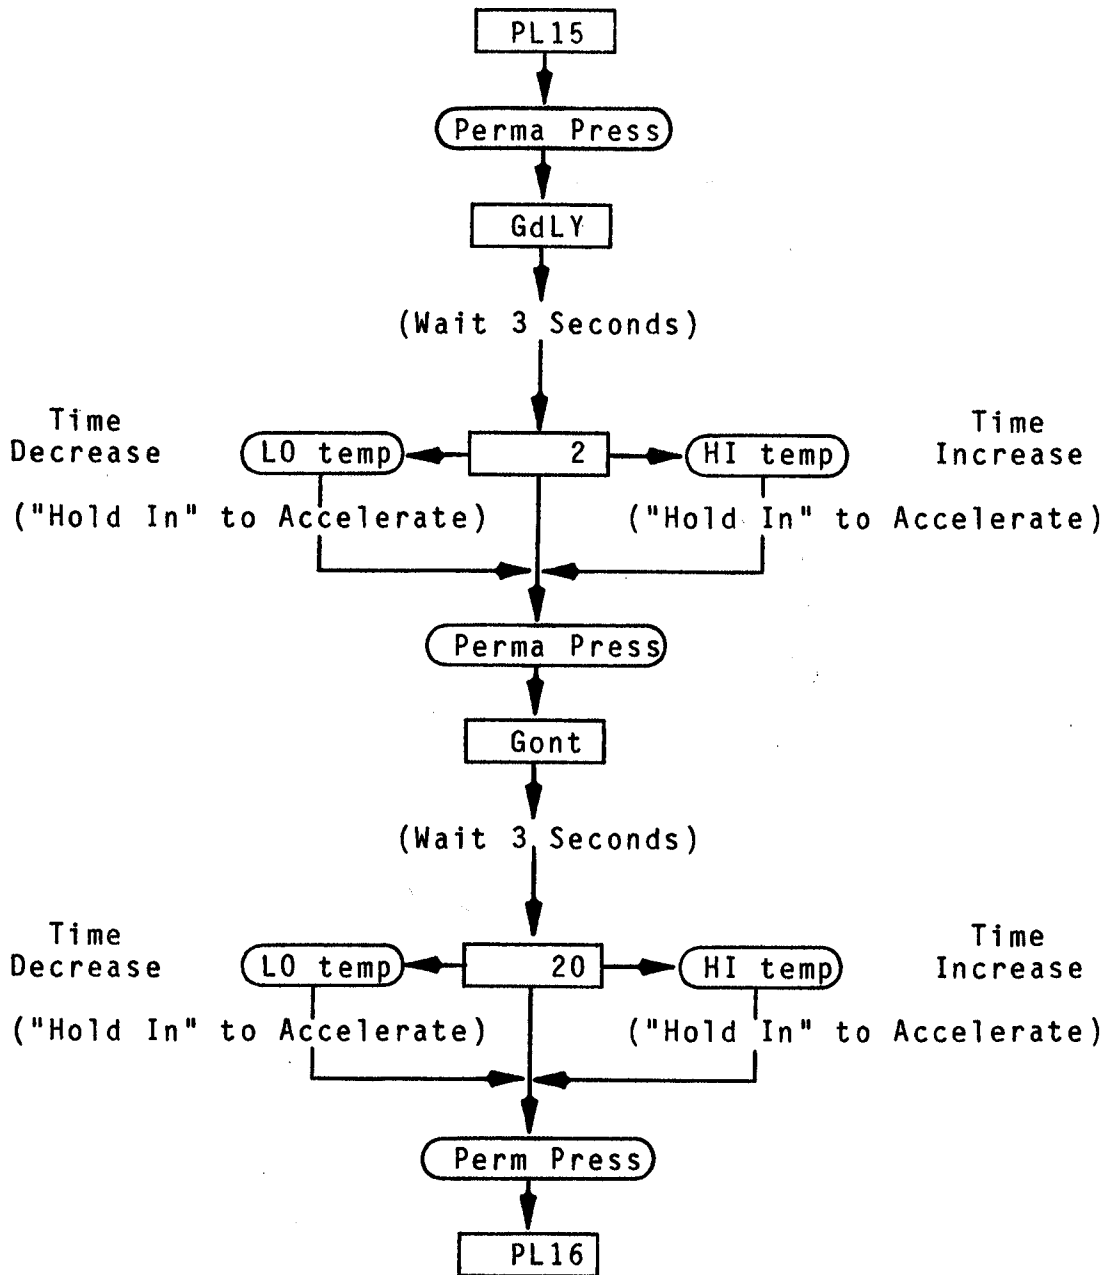 PL15
Perma Press
GdLY
(Wait 3 Seconds)
Time
Decrease
LO temp
2
HI temp
Time
Increase
("Hold In" to Accelerate)
("Hold In" to Accelerate)
Perma Press
Gont
(Wait 3 Seconds)
Time
Decrease
LO temp
20
HI temp
Time
Increase
("Hold In" to Accelerate)
("Hold In" to Accelerate)
Perm Press
PL16